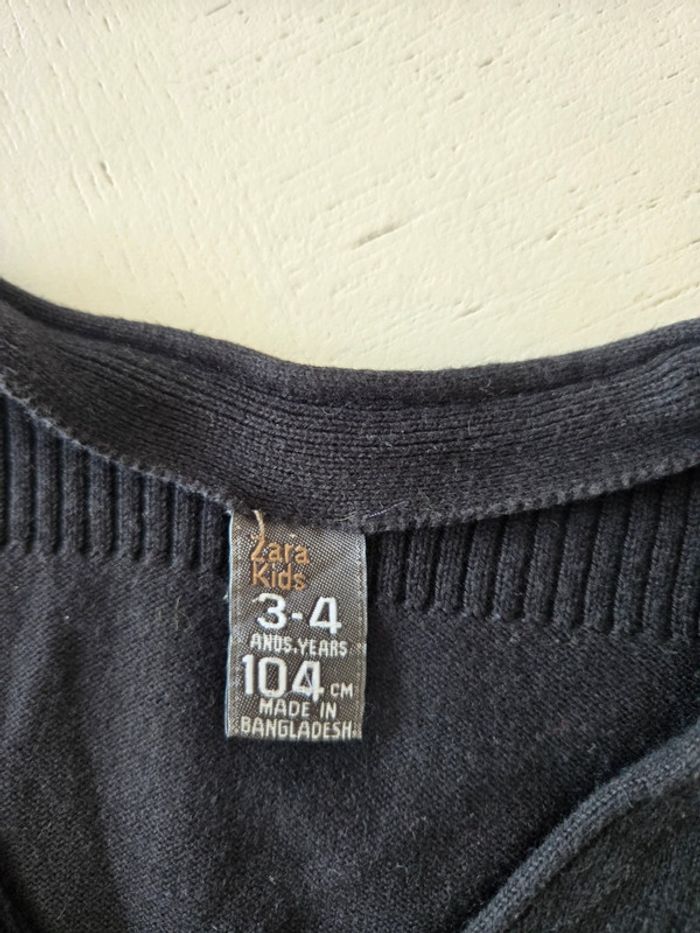 Zara
Kids
3-4
ANOS.YEARS
104 CM
MADE IN
BANGLADESH